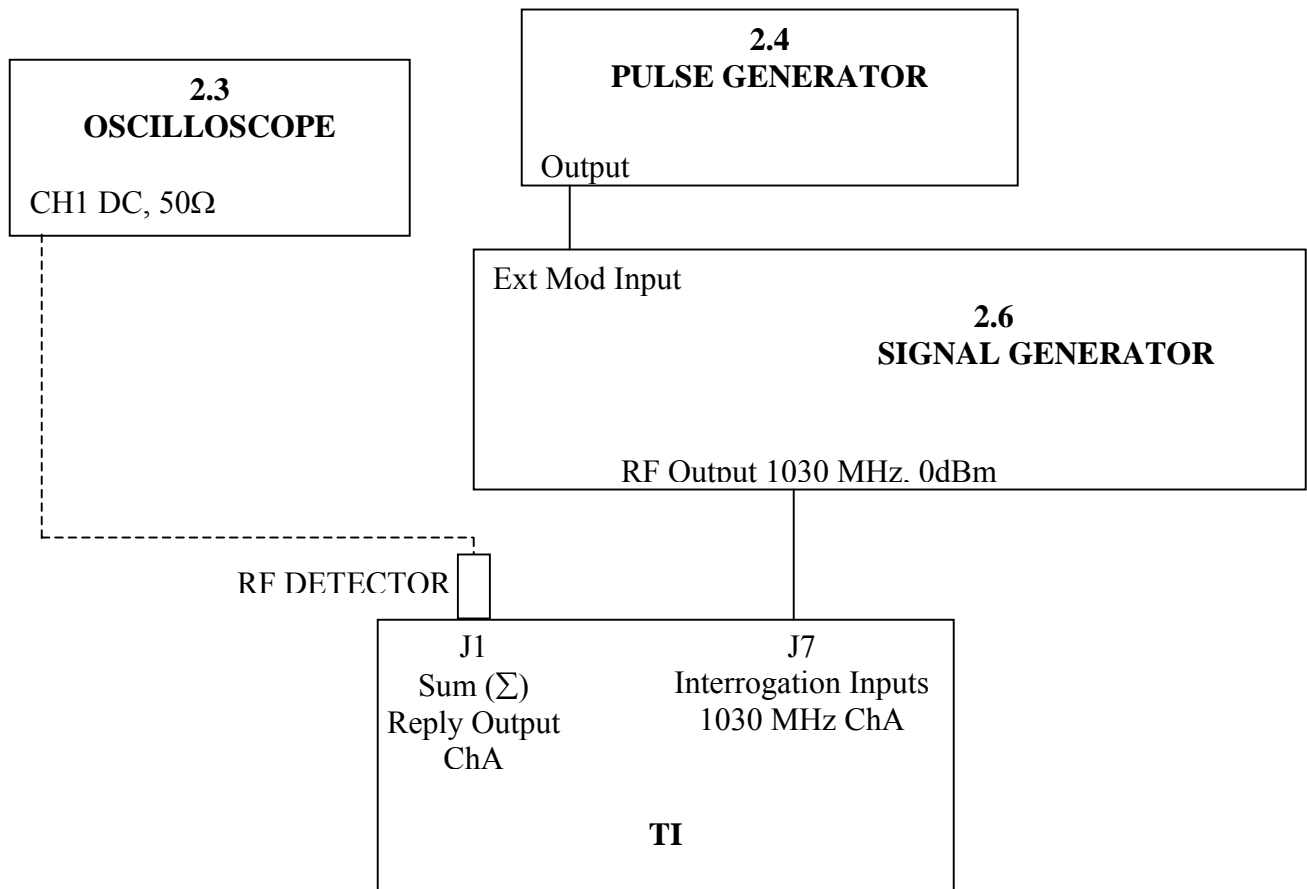 2.3
OSCILLOSCOPE
CH1 DC, 50Ω
2.4
PULSE GENERATOR
Output
Ext Mod Input
2.6
SIGNAL GENERATOR
RF Output 1030 MHz, 0dBm
RF DETECTOR
J1
Sum (∑)
Reply Output
ChA
J7
Interrogation Inputs
1030 MHz ChA
TI